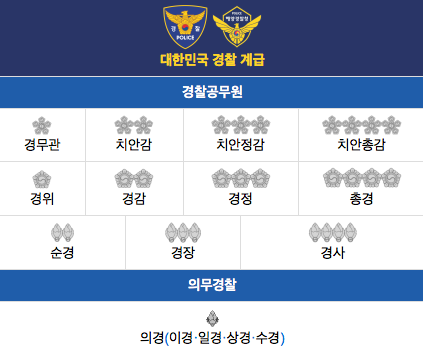 경 찰
POLICE
POLICE
해양경찰청
대한민국 경찰 계급
경찰공무원
경무관 치안감 치안정감 치안총감
경위 경감 경정 총경
순경 경장 경사
의무경찰
의경(이경·일경·상경·수경)